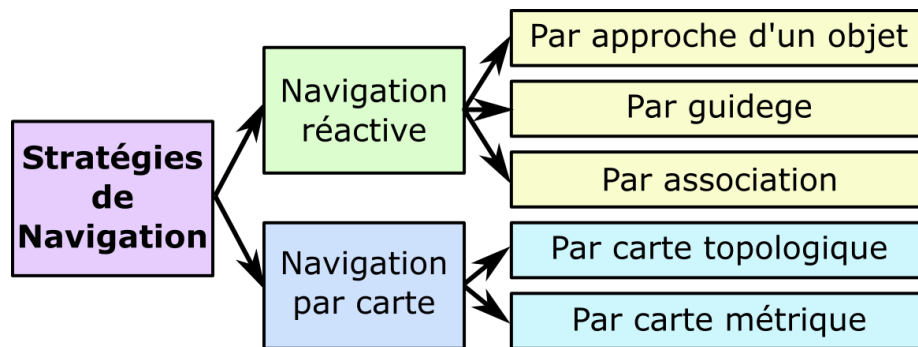 Stratégies
de
Navigation
Navigation
réactive
Par approche d'un objet
Par guidege
Par association
Navigation
par carte
Par carte topologique
Par carte métrique